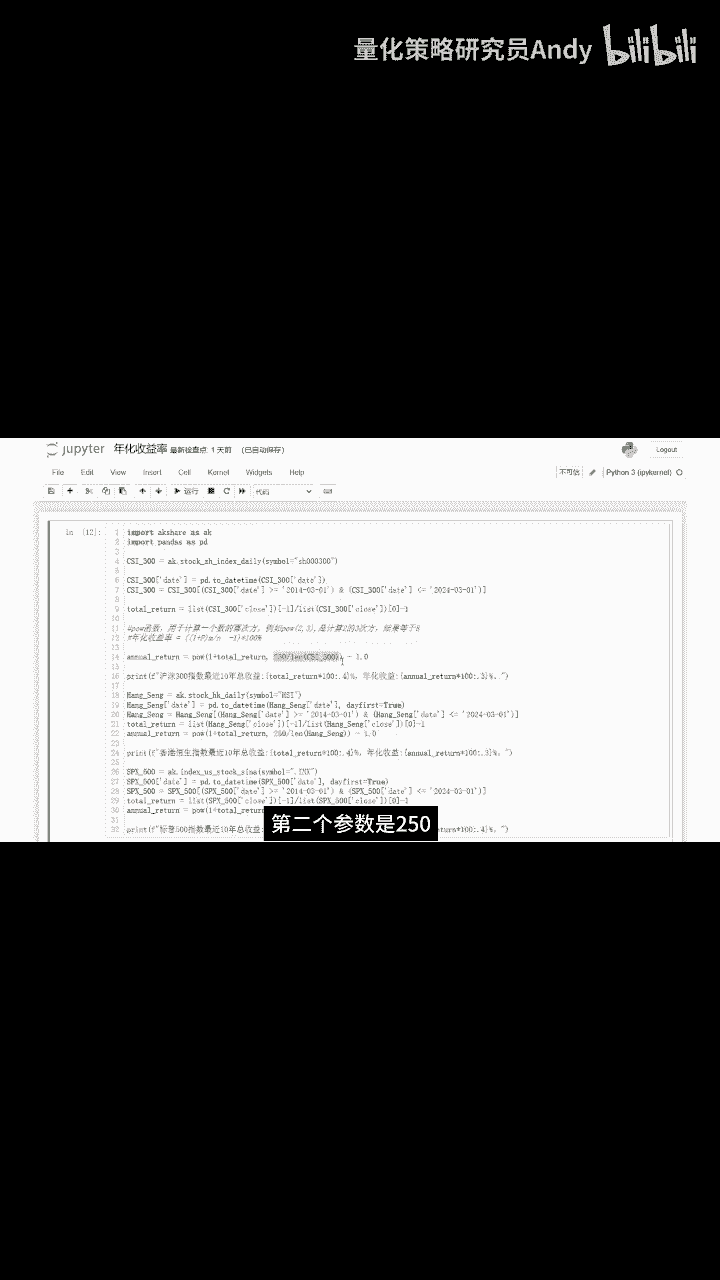 量化策略研究员Andy bilibili
jupyter 年化收益率 最新检查点: 1 天前 (已自动保存)
Logout
File Edit View Insert Cell Kernel Widgets Help
不可信 Python 3 (ipykernel)
运行 代码
In [12]:
1 import akshare as ak
2 import pandas as pd
3
4 CSI_300 = ak.stock_zh_index_daily(symbol="sh000300")
5
6 CSI_300['date'] = pd.to_datetime(CSI_300['date'])
7 CSI_300 = CSI_300[(CSI_300['date'] >= '2014-03-01') & (CSI_300['date'] <= '2024-03-01')]
8
9 total_return = list(CSI_300['close'])[-1]/list(CSI_300['close'])[0]-1
10
11 #pow函数，用于计算一个数的幂次方，例如pow(2,3),是计算2的3次方，结果等于8
12 #年化收益率 = ((1+P)m/n -1)*100%
13
14 annual_return = pow(1+total_return, 250/len(CSI_300)) - 1.0
15
16 print(f"沪深300指数最近10年总收益:{total_return*100:.4}%，年化收益:{annual_return*100:.3}%。")
17
18 Hang_Seng = ak.stock_hk_daily(symbol="HSI")
19 Hang_Seng['date'] = pd.to_datetime(Hang_Seng['date'], dayfirst=True)
20 Hang_Seng = Hang_Seng[(Hang_Seng['date'] >= '2014-03-01') & (Hang_Seng['date'] <= '2024-03-01')]
21 total_return = list(Hang_Seng['close'])[-1]/list(Hang_Seng['close'])[0]-1
22 annual_return = pow(1+total_return, 250/len(Hang_Seng)) - 1.0
23
24 print(f"香港恒生指数最近10年总收益:{total_return*100:.4}%，年化收益:{annual_return*100:.3}%。")
25
26 SPX_500 = ak.index_us_stock_sina(symbol=".INX")
27 SPX_500['date'] = pd.to_datetime(SPX_500['date'], dayfirst=True)
28 SPX_500 = SPX_500[(SPX_500['date'] >= '2014-03-01') & (SPX_500['date'] <= '2024-03-01')]
29 total_return = list(SPX_500['close'])[-1]/list(SPX_500['close'])[0]-1
30 annual_return = pow(1+total_return
31
32 print(f"标普500指数最近10年总收益: turn*100:.4}%。")
第二个参数是250